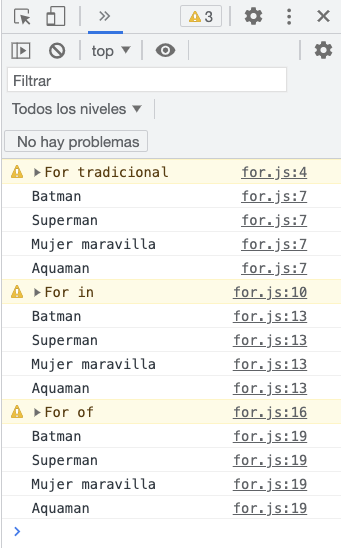 3
top
Filtrar
Todos los niveles
No hay problemas
For tradicional for.js:4
Batman for.js:7
Superman for.js:7
Mujer maravilla for.js:7
Aquaman for.js:7
For in for.js:10
Batman for.js:13
Superman for.js:13
Mujer maravilla for.js:13
Aquaman for.js:13
For of for.js:16
Batman for.js:19
Superman for.js:19
Mujer maravilla for.js:19
Aquaman for.js:19